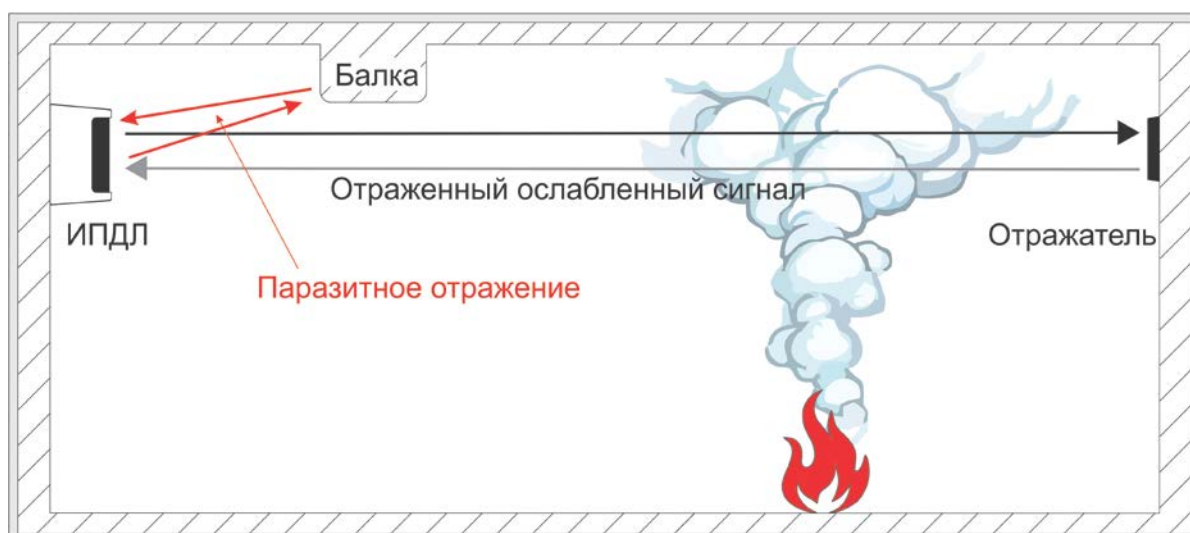 Балка
Отраженный ослабленный сигнал
ИПДЛ
Отражатель
Паразитное отражение